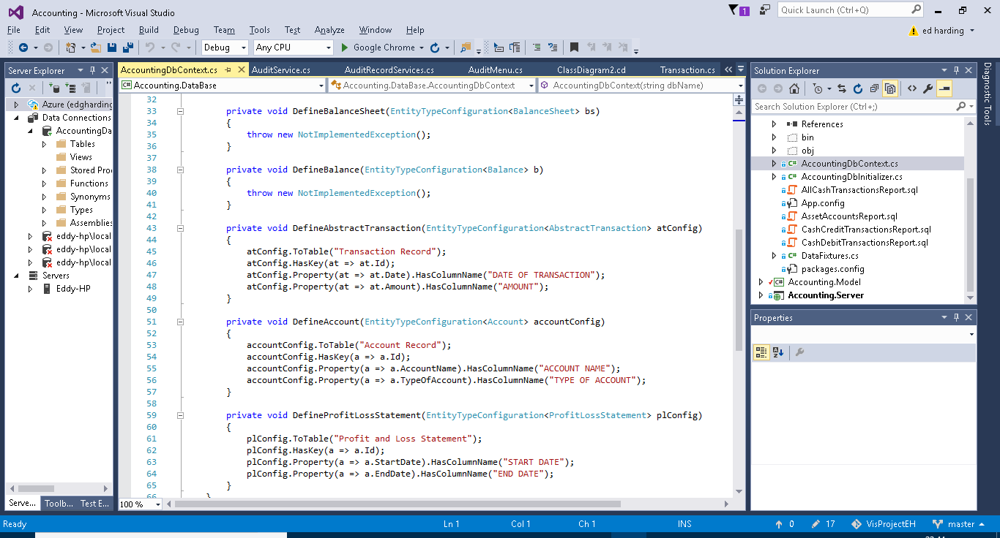 Accounting - Microsoft Visual Studio
1
Quick Launch (Ctrl+Q)
File Edit View Project Build Debug Team Tools Test Analyze Window Help
ed harding
Debug Any CPU Google Chrome
Server Explorer
Azure (edgharding
Data Connections
AccountingDa
Tables
Views
Stored Pro
Functions
Synonyms
Types
Assemblies
eddy-hp\local
eddy-hp\local
eddy-hp\local
Servers
Eddy-HP
Serve... Toolb... Test E...
AccountingDbContext.cs AuditService.cs AuditRecordServices.cs AuditMenu.cs ClassDiagram2.cd Transaction.cs
Accounting.DataBase Accounting.DataBase.AccountingDbContext AccountingDbContext(string dbName)
32
33 private void DefineBalanceSheet(EntityTypeConfiguration<BalanceSheet> bs)
34 {
35 throw new NotImplementedException();
36 }
37
38 private void DefineBalance(EntityTypeConfiguration<Balance> b)
39 {
40 throw new NotImplementedException();
41 }
42
43 private void DefineAbstractTransaction(EntityTypeConfiguration<AbstractTransaction> atConfig)
44 {
45 atConfig.ToTable("Transaction Record");
46 atConfig.HasKey(at => at.Id);
47 atConfig.Property(at => at.Date).HasColumnName("DATE OF TRANSACTION");
48 atConfig.Property(at => at.Amount).HasColumnName("AMOUNT");
49 }
50
51 private void DefineAccount(EntityTypeConfiguration<Account> accountConfig)
52 {
53 accountConfig.ToTable("Account Record");
54 accountConfig.HasKey(a => a.Id);
55 accountConfig.Property(a => a.AccountName).HasColumnName("ACCOUNT NAME");
56 accountConfig.Property(a => a.TypeOfAccount).HasColumnName("TYPE OF ACCOUNT");
57 }
58
59 private void DefineProfitLossStatement(EntityTypeConfiguration<ProfitLossStatement> plConfig)
60 {
61 plConfig.ToTable("Profit and Loss Statement");
62 plConfig.HasKey(a => a.Id);
63 plConfig.Property(a => a.StartDate).HasColumnName("START DATE");
64 plConfig.Property(a => a.EndDate).HasColumnName("END DATE");
65 }
66 }
100 %
Solution Explorer
Search Solution Explorer (Ctrl+;)
References
bin
obj
AccountingDbContext.cs
AccountingDbInitializer.cs
AllCashTransactionsReport.sql
App.config
AssetAccountsReport.sql
CashCreditTransactionsReport.sql
CashDebitTransactionsReport.sql
DataFixtures.cs
packages.config
Accounting.Model
Accounting.Server
Properties
Diagnostic Tools
Ready Ln 1 Col 1 Ch 1 INS 0 17 VisProjectEH master